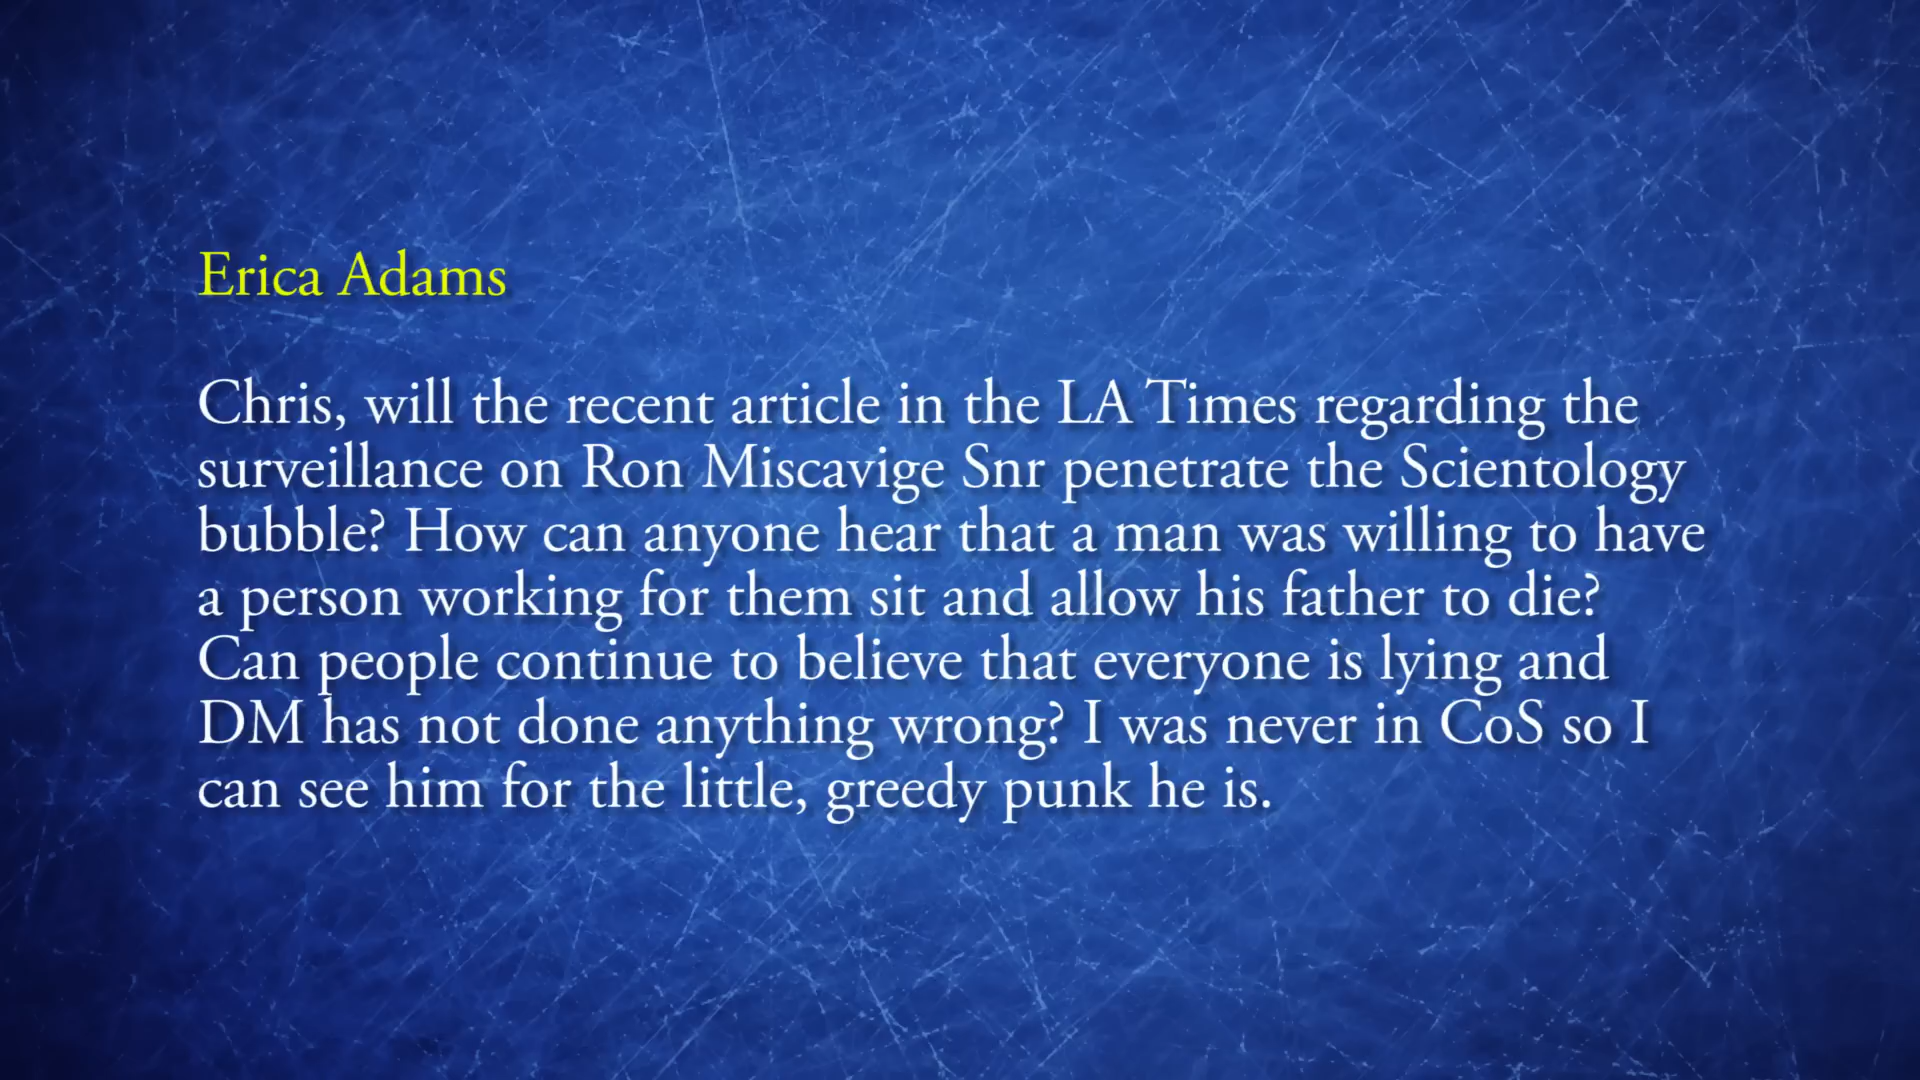 Erica Adams
Chris, will the recent article in the LA Times regarding the
surveillance on Ron Miscavige Snr penetrate the Scientology
bubble? How can anyone hear that a man was willing to have
a person working for them sit and allow his father to die?
Can people continue to believe that everyone is lying and
DM has not done anything wrong? I was never in CoS so I
can see him for the little, greedy punk he is.